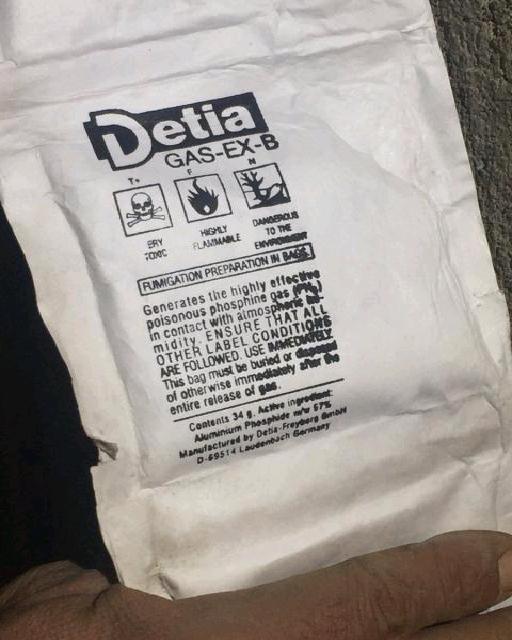 Detia
GAS-EX-B
T+ F N
ERY TOXIC
HIGHLY FLAMMABLE
DANGEROUS TO THE ENVIRONMENT
FUMIGATION PREPARATION IN BAGS
Generates the highly effective
poisonous phosphine gas (PH₃)
in contact with atmospheric hu-
midity. ENSURE THAT ALL
OTHER LABEL CONDITIONS
ARE FOLLOWED. USE IMMEDIATELY.
This bag must be buried or disposed
of otherwise immediately after the
entire release of gas.
Contents 34 g. Active ingredient:
Aluminium Phosphide m/w 57%
Manufactured by Detia-Freyberg GmbH
D-69514 Laudenbach Germany